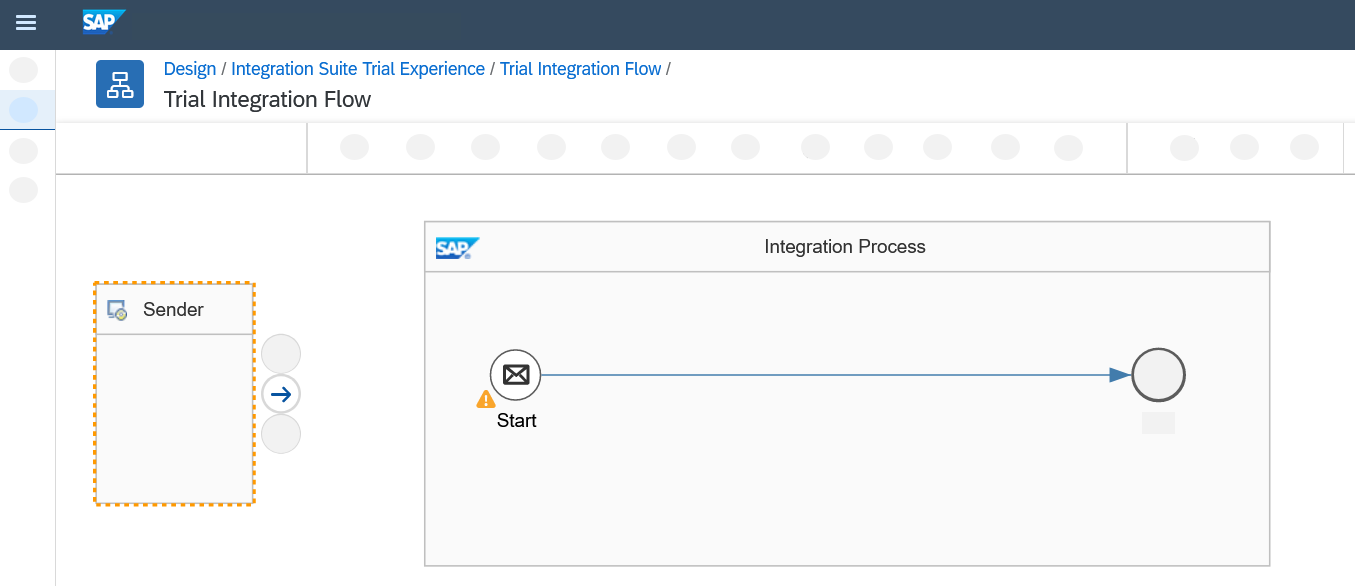 SAP
Design / Integration Suite Trial Experience / Trial Integration Flow /
Trial Integration Flow
SAP
Integration Process
Sender
Start